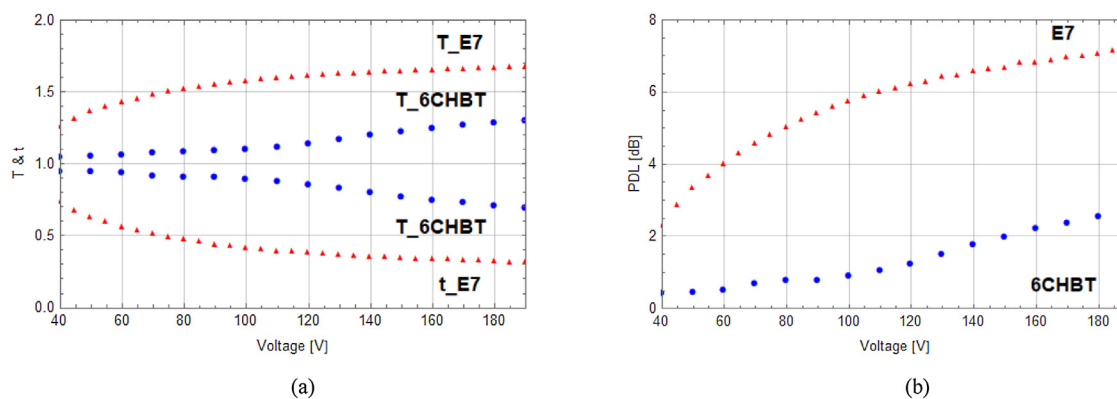 2.0
1.5
1.0
0.5
0.0
T & t
T_E7
T_6CHBT
T_6CHBT
t_E7
40 60 80 100 120 140 160 180
Voltage [V]
(a)
8
6
4
2
0
PDL [dB]
E7
6CHBT
40 60 80 100 120 140 160 180
Voltage [V]
(b)